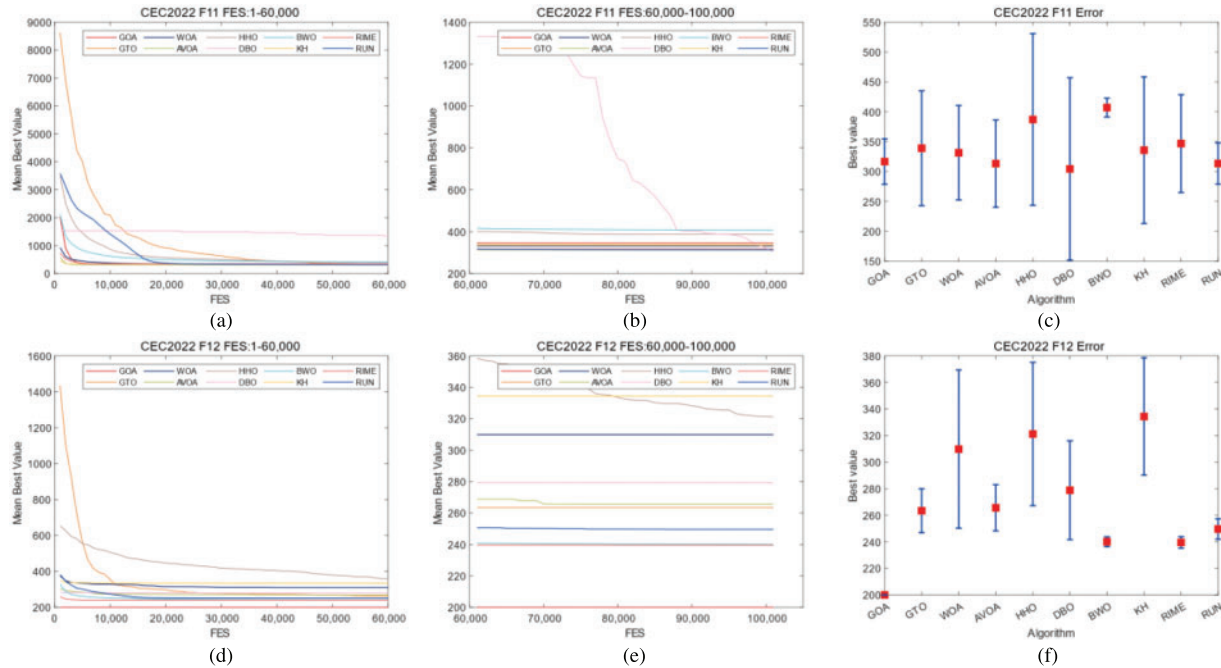 CEC2022 F11 FES:1-60,000
9000
8000
7000
6000
5000
4000
3000
2000
1000
0
Mean Best Value
GOA WOA HHO BWO RIME
GTO AVOA DBO KH RUN
0 10,000 20,000 30,000 40,000 50,000 60,000
FES
(a)
CEC2022 F11 FES:60,000-100,000
1400
1200
1000
800
600
400
200
Mean Best Value
GOA WOA HHO BWO RIME
GTO AVOA DBO KH RUN
60,000 70,000 80,000 90,000 100,000
FES
(b)
CEC2022 F11 Error
550
500
450
400
350
300
250
200
150
Best value
GOA GTO WOA AVOA HHO DBO BWO KH RIME RUN
Algorithm
(c)
CEC2022 F12 FES:1-60,000
1600
1400
1200
1000
800
600
400
200
Mean Best Value
GOA WOA HHO BWO RIME
GTO AVOA DBO KH RUN
0 10,000 20,000 30,000 40,000 50,000 60,000
FES
(d)
CEC2022 F12 FES:60,000-100,000
360
340
320
300
280
260
240
220
200
Mean Best Value
GOA WOA HHO BWO RIME
GTO AVOA DBO KH RUN
60,000 70,000 80,000 90,000 100,000
FES
(e)
CEC2022 F12 Error
380
360
340
320
300
280
260
240
220
200
Best value
GOA GTO WOA AVOA HHO DBO BWO KH RIME RUN
Algorithm
(f)